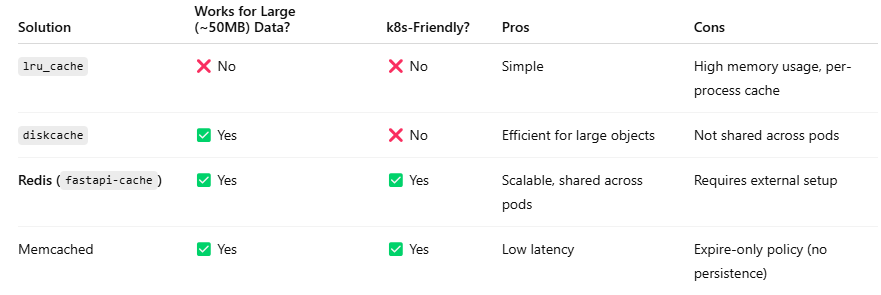 Solution Works for Large (~50MB) Data? k8s-Friendly? Pros Cons
lru_cache ❌ No ❌ No Simple High memory usage, per-process cache
diskcache ✅ Yes ❌ No Efficient for large objects Not shared across pods
Redis (fastapi-cache) ✅ Yes ✅ Yes Scalable, shared across pods Requires external setup
Memcached ✅ Yes ✅ Yes Low latency Expire-only policy (no persistence)